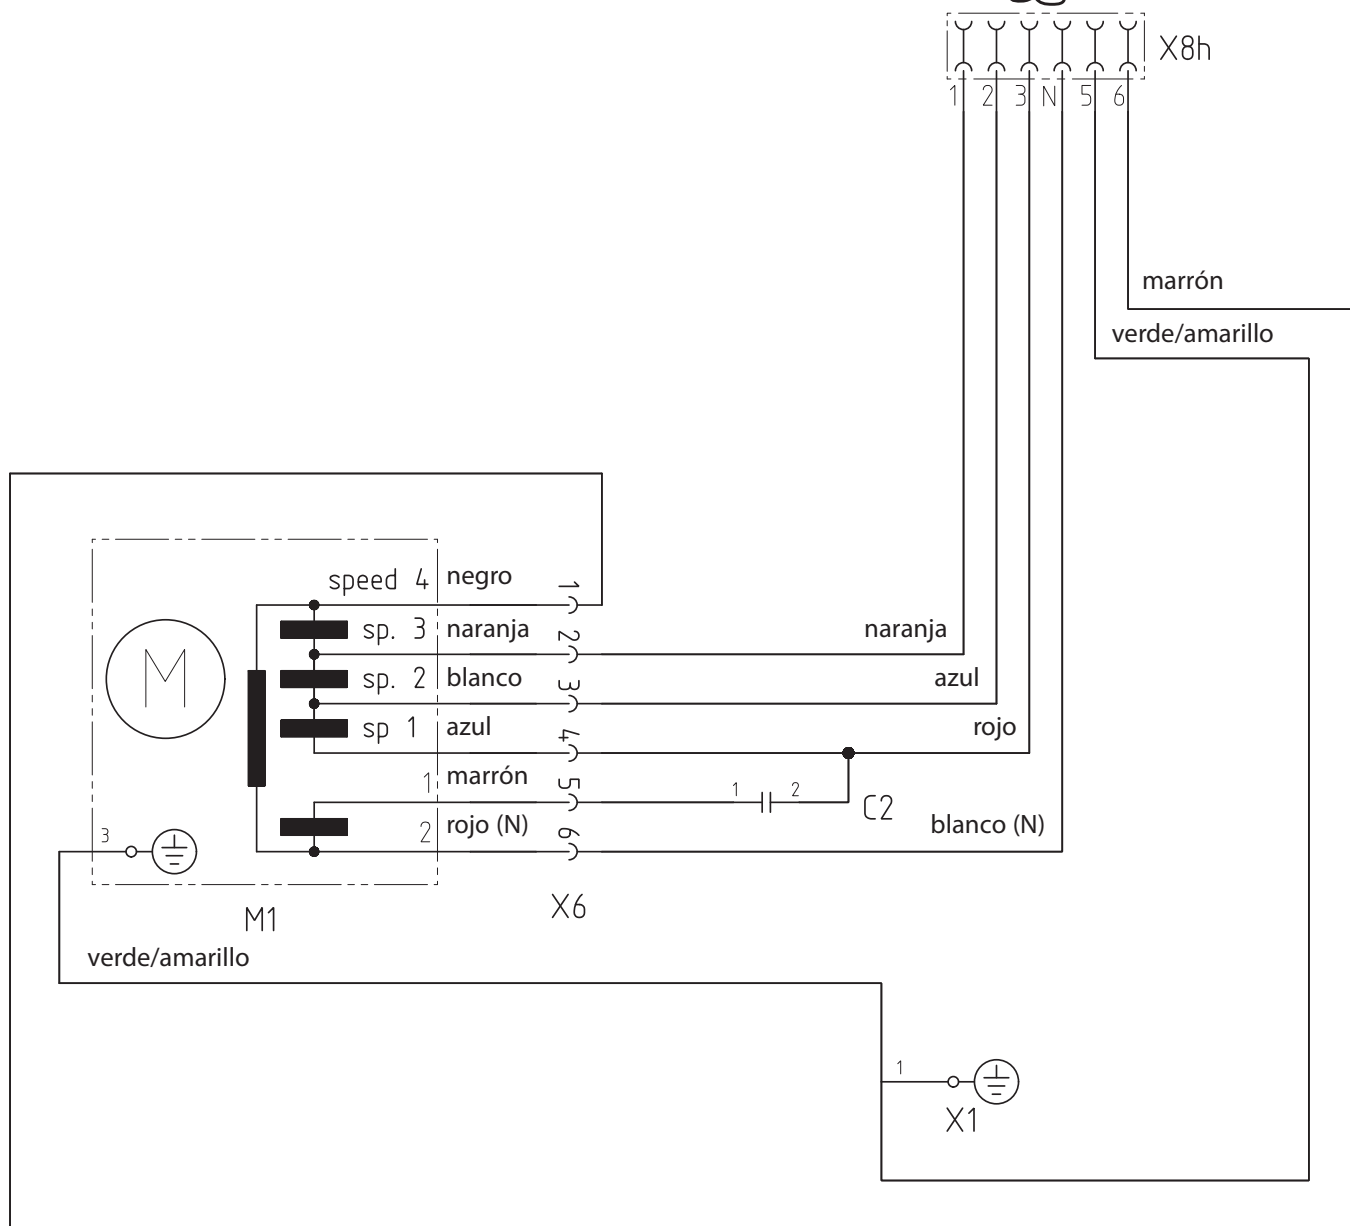 X8h
1 2 3 N 5 6
marrón
verde/amarillo
speed 4 negro 1
sp. 3 naranja 2 naranja
M sp. 2 blanco 3 azul
sp 1 azul 4 rojo
1 marrón 5 1 2 C2
3 2 rojo (N) 6 blanco (N)
M1 X6
verde/amarillo
1
X1